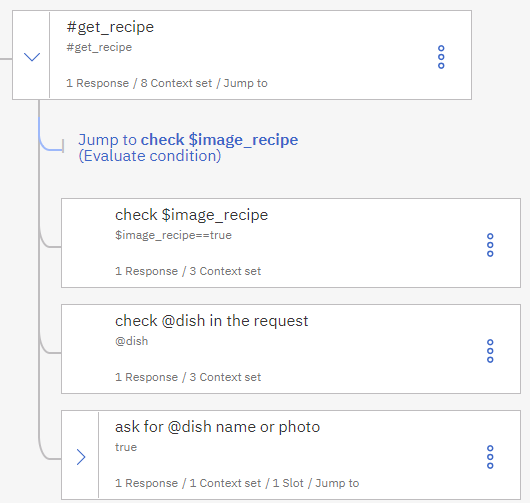 #get_recipe
#get_recipe
1 Response / 8 Context set / Jump to
Jump to check $image_recipe
(Evaluate condition)
check $image_recipe
$image_recipe==true
1 Response / 3 Context set
check @dish in the request
@dish
1 Response / 3 Context set
ask for @dish name or photo
true
1 Response / 1 Context set / 1 Slot / Jump to